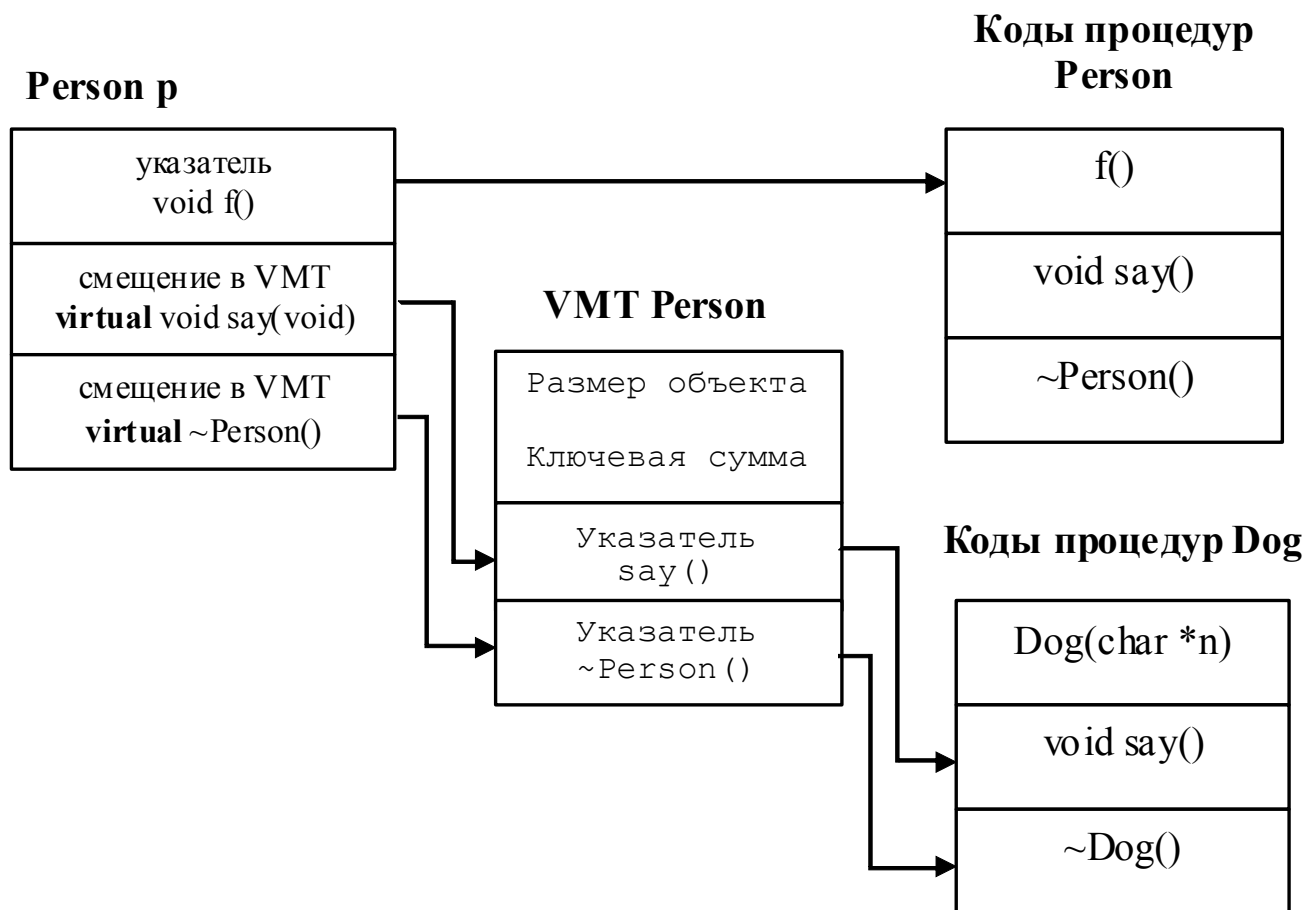 Person p
указатель
void f()
смещение в VMT
virtual void say(void)
смещение в VMT
virtual ~Person()
VMT Person
Размер объекта
Ключевая сумма
Указатель
say()
Указатель
~Person()
Коды процедур
Person
f()
void say()
~Person()
Коды процедур Dog
Dog(char *n)
void say()
~Dog()